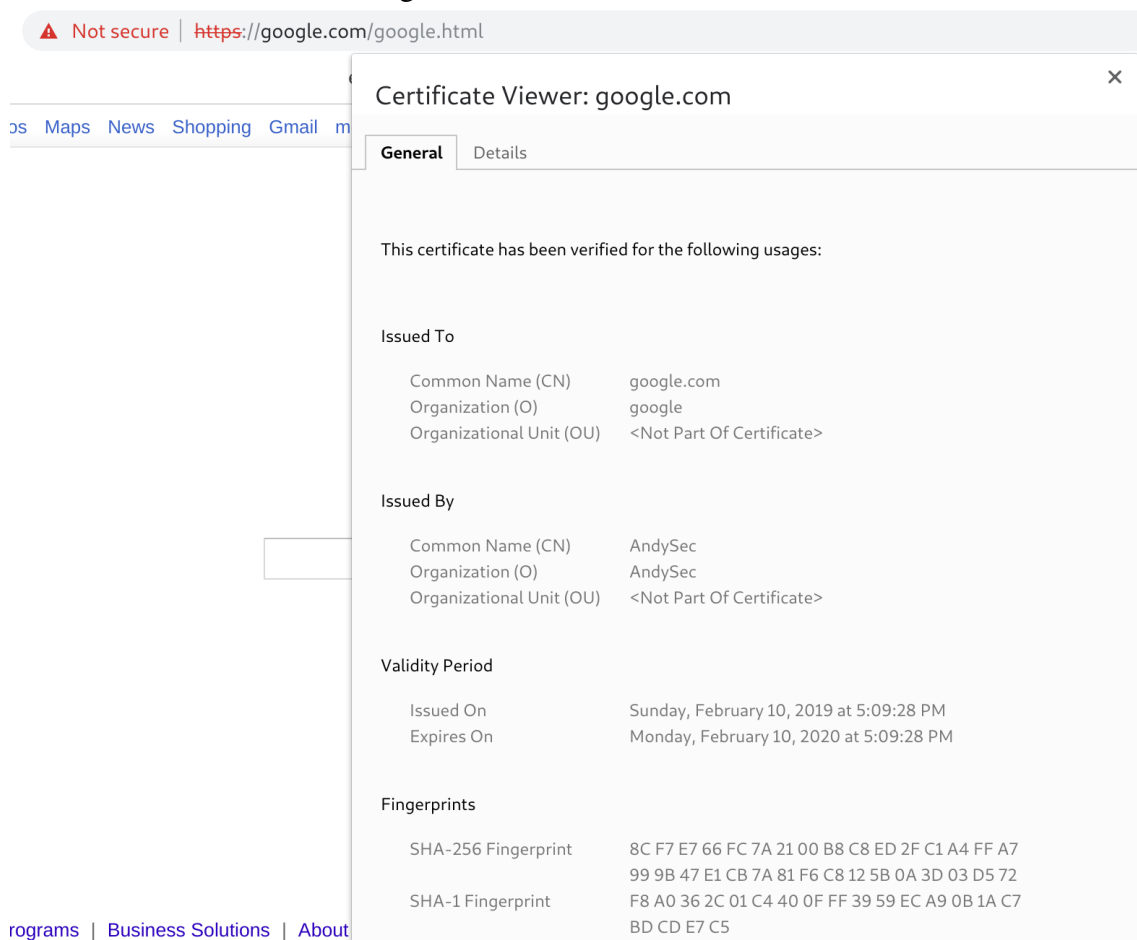 Not secure | https://google.com/google.html
Certificate Viewer: google.com
os Maps News Shopping Gmail m
General Details
This certificate has been verified for the following usages:
Issued To
Common Name (CN) google.com
Organization (O) google
Organizational Unit (OU) <Not Part Of Certificate>
Issued By
Common Name (CN) AndySec
Organization (O) AndySec
Organizational Unit (OU) <Not Part Of Certificate>
Validity Period
Issued On Sunday, February 10, 2019 at 5:09:28 PM
Expires On Monday, February 10, 2020 at 5:09:28 PM
Fingerprints
SHA-256 Fingerprint 8C F7 E7 66 FC 7A 21 00 B8 C8 ED 2F C1 A4 FF A7
99 9B 47 E1 CB 7A 81 F6 C8 12 5B 0A 3D 03 D5 72
SHA-1 Fingerprint F8 A0 36 2C 01 C4 40 0F FF 39 59 EC A9 0B 1A C7
BD CD E7 C5
rograms | Business Solutions | About